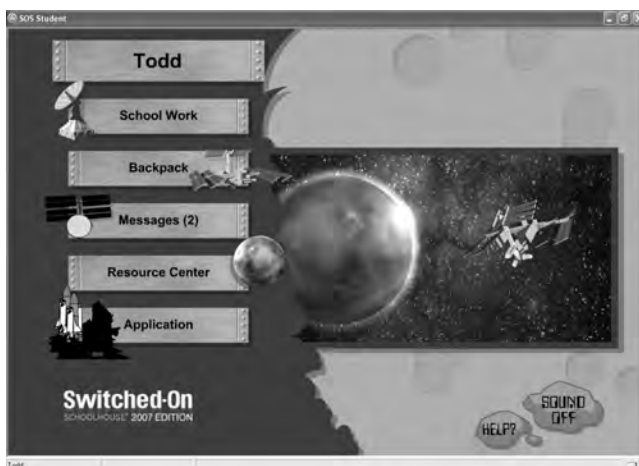 SOS Student
Todd
School Work
Backpack
Messages (2)
Resource Center
Application
Switched-On
SCHOOLHOUSE® 2007 EDITION
HELP?
SOUND
OFF
Todd